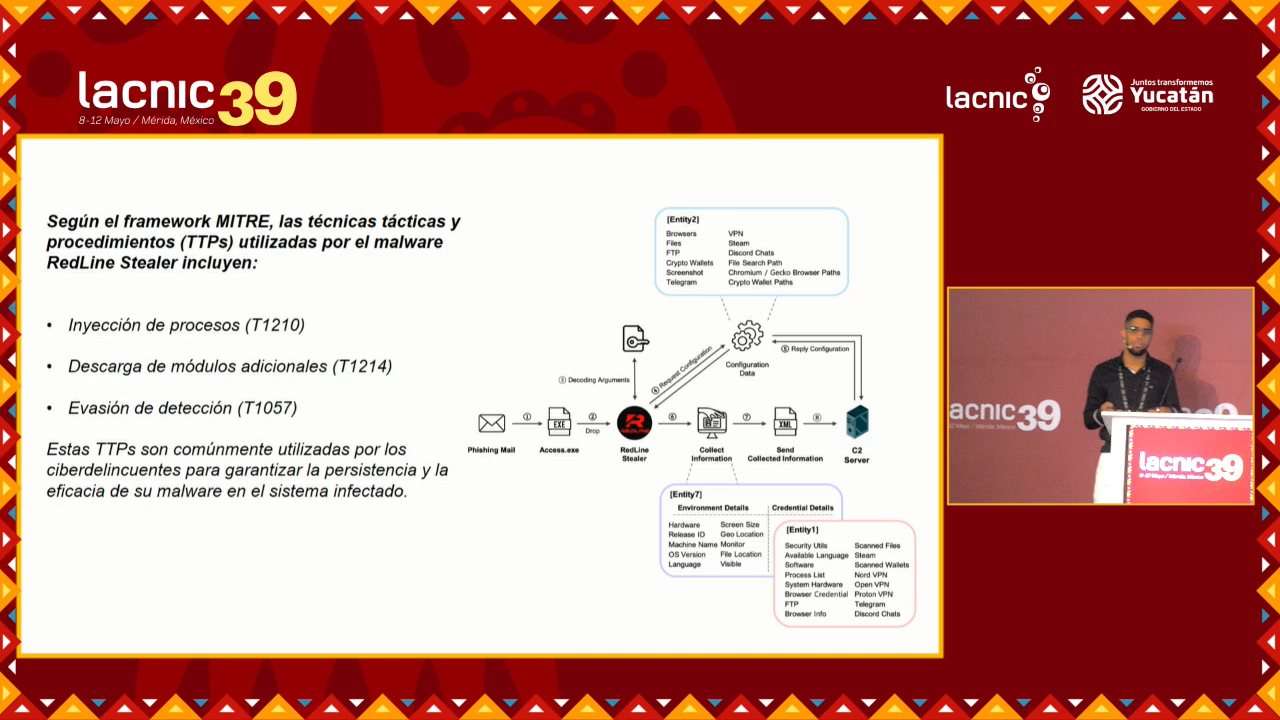 lacnic39
8-12 Mayo / Mérida, México
lacnic
Juntos transformemos
Yucatán
GOBIERNO DEL ESTADO
Según el framework MITRE, las técnicas tácticas y
procedimientos (TTPs) utilizadas por el malware
RedLine Stealer incluyen:
• Inyección de procesos (T1210)
• Descarga de módulos adicionales (T1214)
• Evasión de detección (T1057)
Estas TTPs son comúnmente utilizadas por los
ciberdelincuentes para garantizar la persistencia y la
eficacia de su malware en el sistema infectado.
[Entity2]
Browsers VPN
Files Steam
FTP Discord Chats
Crypto Wallets File Search Path
Screenshot Chromium / Gecko Browser Paths
Telegram Crypto Wallet Paths
③ Decoding Arguments
④ Request Configuration
⑤ Reply Configuration
Configuration
Data
①
②
Drop
⑥
⑦
⑧
EXE
REDLINE
XML
Phishing Mail
Access.exe
RedLine
Stealer
Collect
Information
Send
Collected Information
C2
Server
[Entity7]
Environment Details Credential Details
Hardware Screen Size
Release ID Geo Location
Machine Name Monitor
OS Version File Location
Language Visible
[Entity1]
Security Utils Scanned Files
Available Language Steam
Software Scanned Wallets
Process List Nord VPN
System Hardware Open VPN
Browser Credential Proton VPN
FTP Telegram
Browser Info Discord Chats
acnic39
lacnic39
8-12 Mayo / Mérida, México